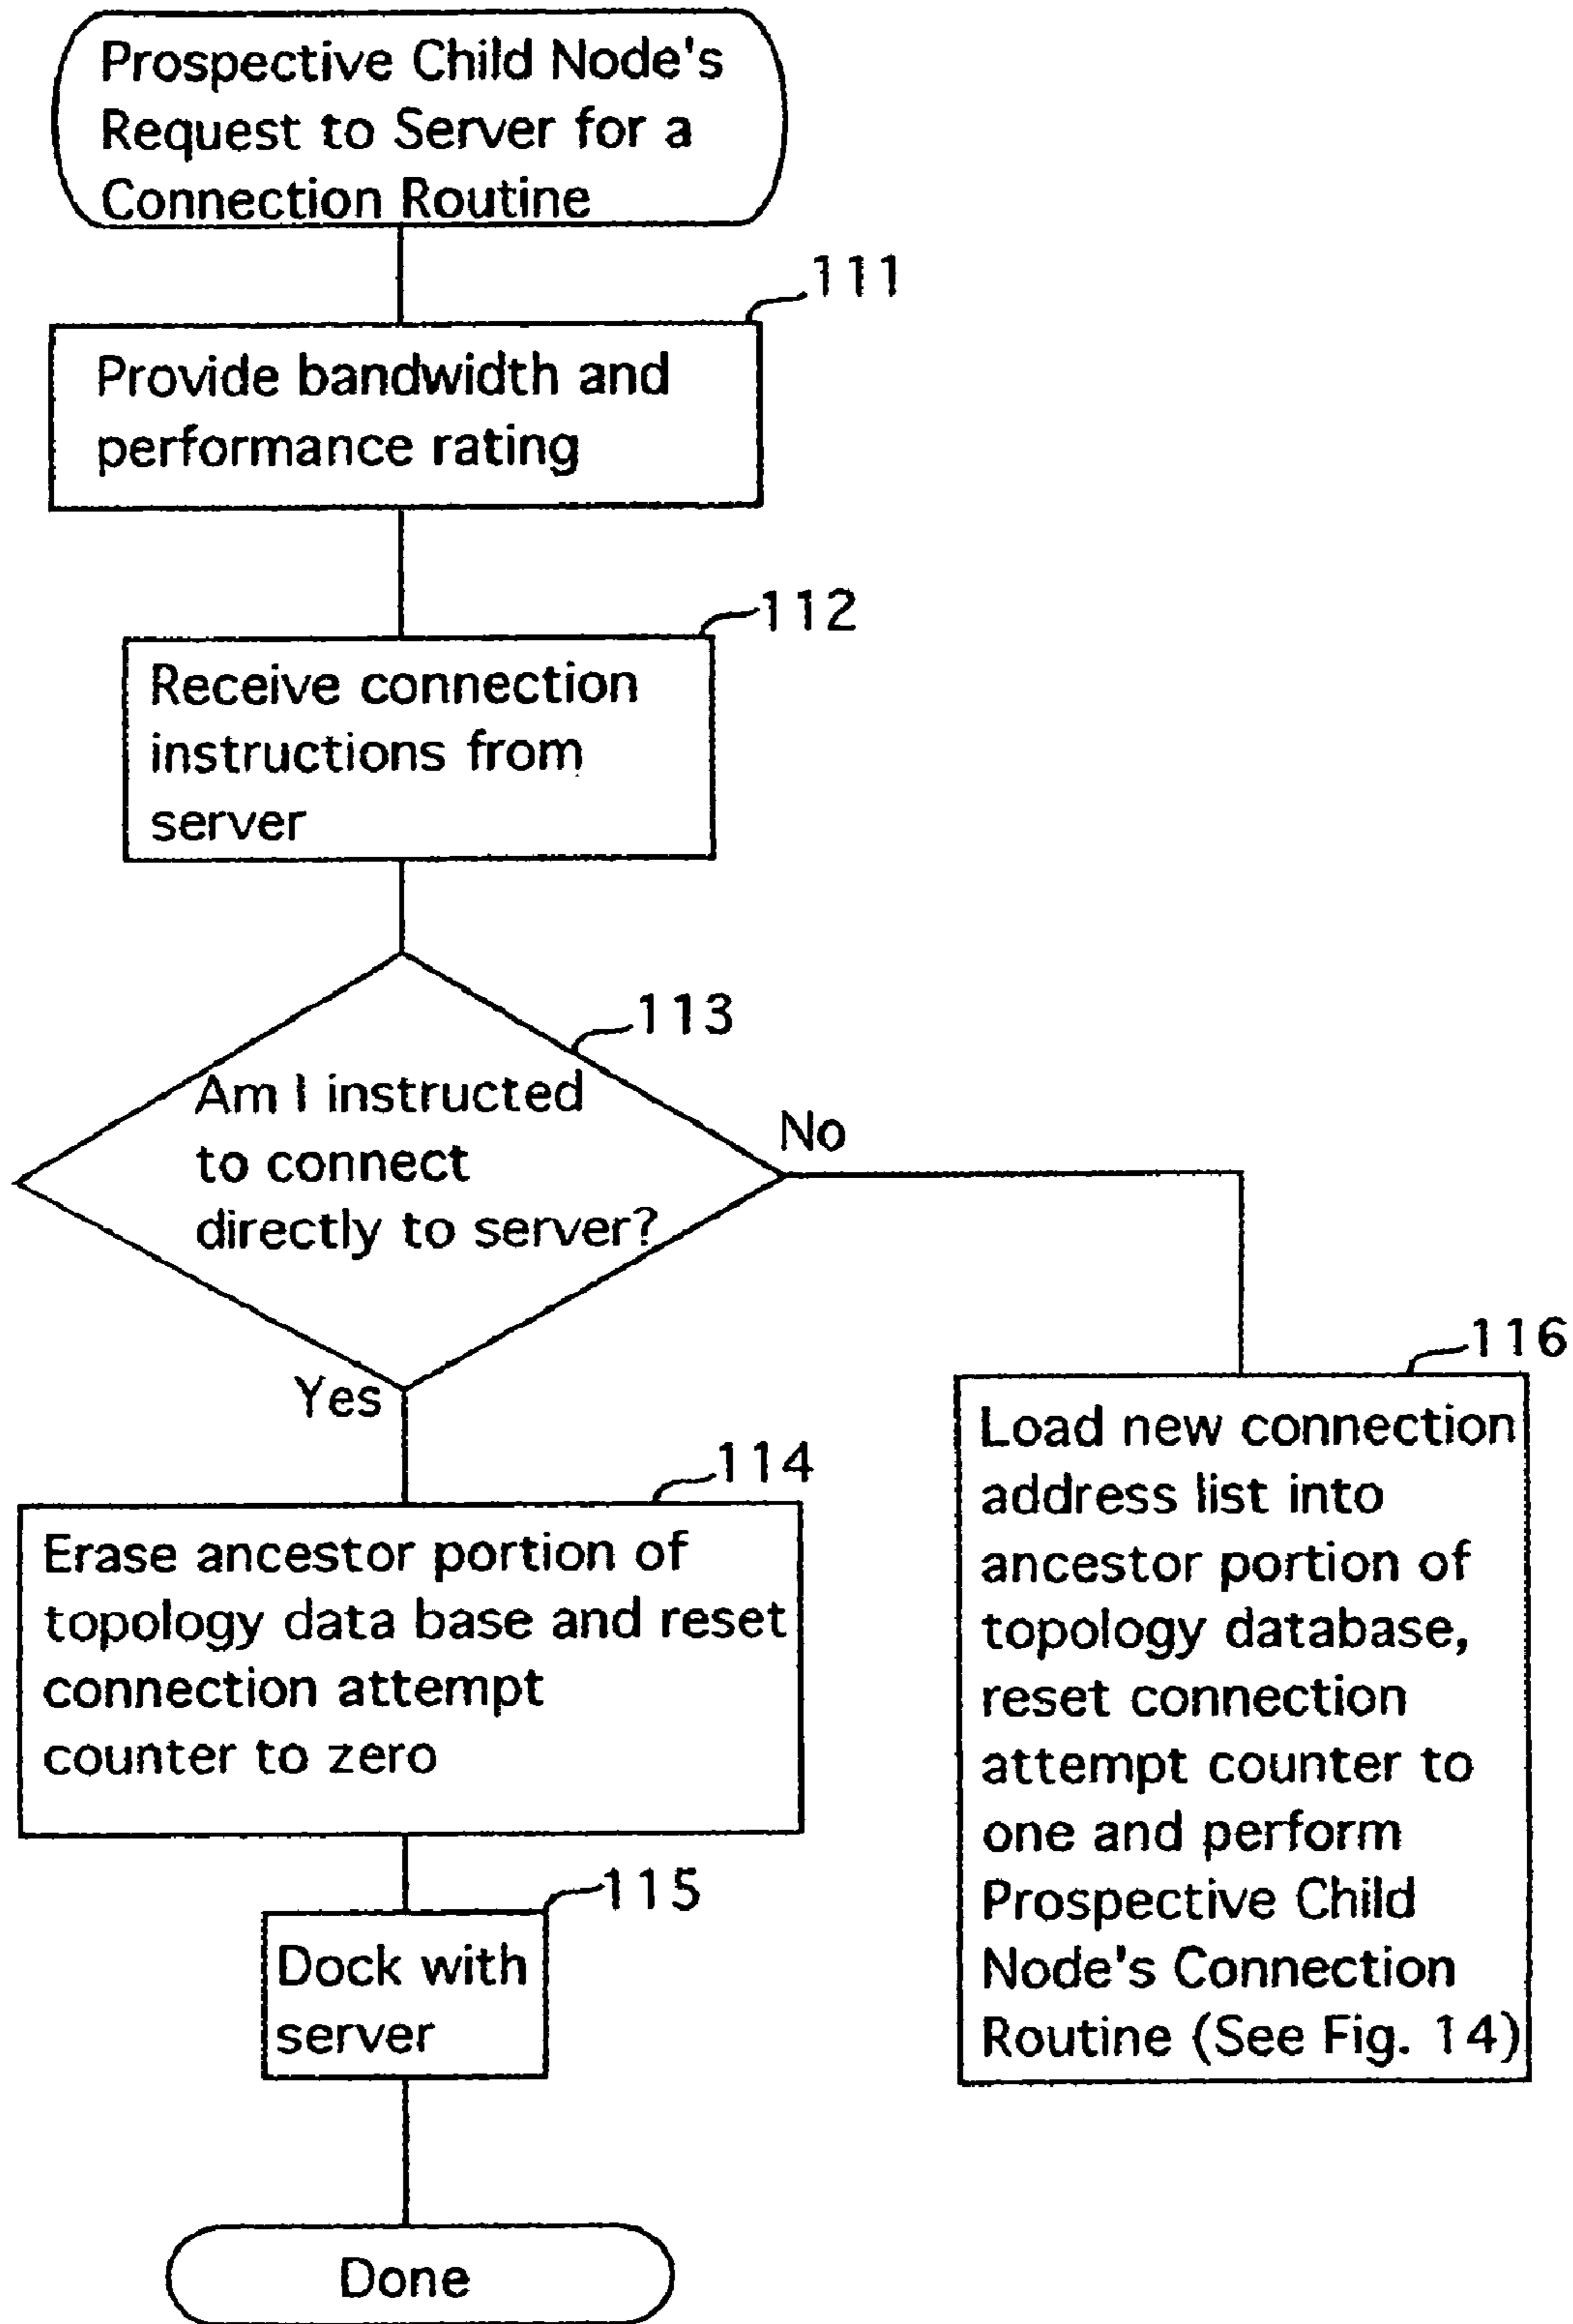 Prospective Child Node's
Request to Server for a
Connection Routine
111
Provide bandwidth and
performance rating
112
Receive connection
instructions from
server
113
Am I instructed
to connect
directly to server?
No
Yes
114
Erase ancestor portion of
topology data base and reset
connection attempt
counter to zero
115
Dock with
server
Done
116
Load new connection
address list into
ancestor portion of
topology database,
reset connection
attempt counter to
one and perform
Prospective Child
Node's Connection
Routine (See Fig. 14)